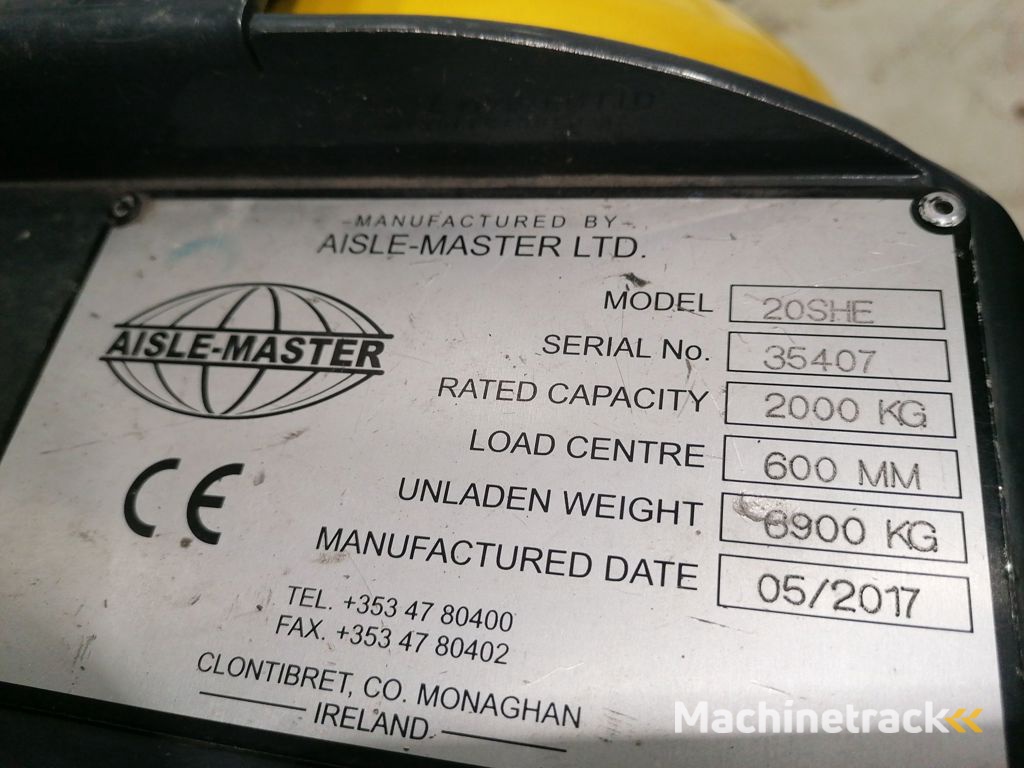 -MANUFACTURED BY-
AISLE-MASTER LTD.
AISLE-MASTER
MODEL 20SHE
SERIAL No. 35407
RATED CAPACITY 2000 KG
LOAD CENTRE 600 MM
UNLADEN WEIGHT 6900 KG
MANUFACTURED DATE 05/2017
CE
TEL. +353 47 80400
FAX. +353 47 80402
CLONTIBRET, CO. MONAGHAN
IRELAND
Machinetrack